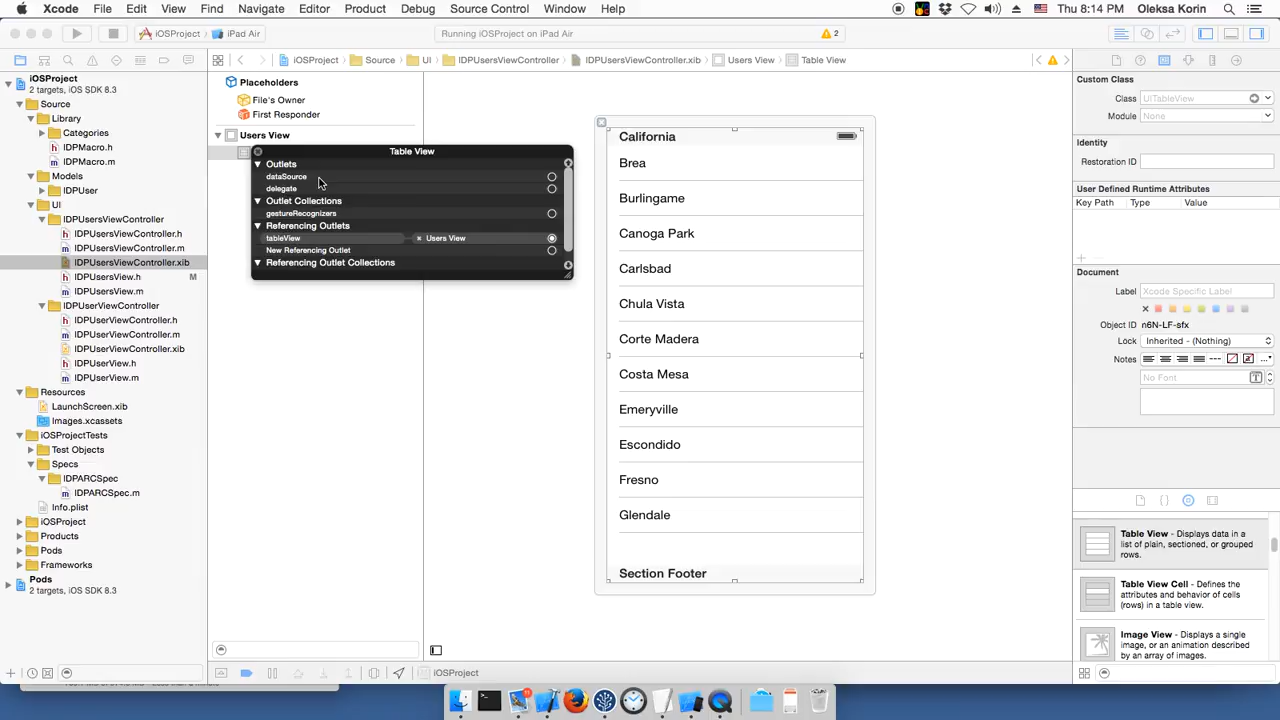 Xcode File Edit View Find Navigate Editor Product Debug Source Control Window Help Thu 8:14 PM Oleksa Korin
iOSProject iPad Air Running iOSProject on iPad Air 2
iOSProject Source UI IDPUsersViewController IDPUsersViewController.xib Users View Table View
iOSProject
2 targets, iOS SDK 8.3
Source
Library
Categories
IDPMacro.h
IDPMacro.m
Models
IDPUser
UI
IDPUsersViewController
IDPUsersViewController.h
IDPUsersViewController.m
IDPUsersViewController.xib
IDPUsersView.h M
IDPUsersView.m
IDPUserViewController
IDPUserViewController.h
IDPUserViewController.m
IDPUserViewController.xib
IDPUserView.h
IDPUserView.m
Resources
LaunchScreen.xib
Images.xcassets
iOSProjectTests
Test Objects
Specs
IDPARCSpec
IDPARCSpec.m
Info.plist
iOSProject
Products
Pods
Frameworks
Pods
2 targets, iOS SDK 8.3
Placeholders
File's Owner
First Responder
Users View
Table View
Outlets
dataSource
delegate
Outlet Collections
gestureRecognizers
Referencing Outlets
tableView Users View
New Referencing Outlet
Referencing Outlet Collections
California
Brea
Burlingame
Canoga Park
Carlsbad
Chula Vista
Corte Madera
Costa Mesa
Emeryville
Escondido
Fresno
Glendale
Section Footer
iOSProject
Custom Class
Class UITableView
Module None
Identity
Restoration ID
User Defined Runtime Attributes
Key Path Type Value
Document
Label Xcode Specific Label
Object ID n6N-LF-sfx
Lock Inherited - (Nothing)
Notes
No Font
Table View - Displays data in a
list of plain, sectioned, or grouped
rows.
Table View Cell - Defines the
attributes and behavior of cells
(rows) in a table view.
Image View - Displays a single
image, or an animation described
by an array of images.